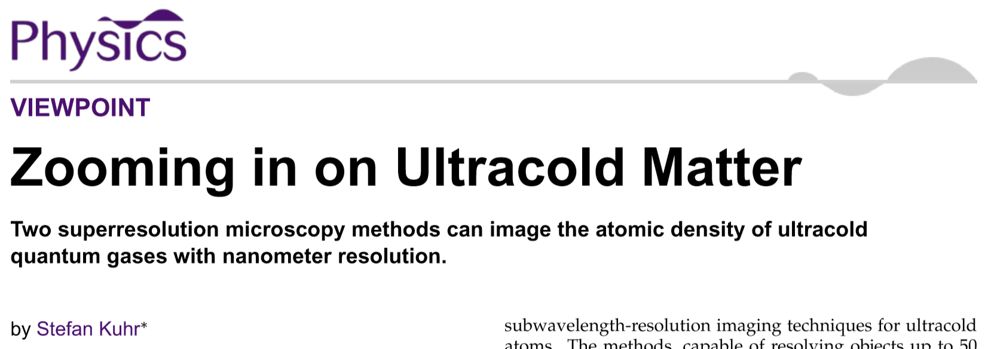 Physics
VIEWPOINT
Zooming in on Ultracold Matter
Two superresolution microscopy methods can image the atomic density of ultracold
quantum gases with nanometer resolution.
by Stefan Kuhr*
subwavelength-resolution imaging techniques for ultracold
atoms. The methods, capable of resolving objects up to 50